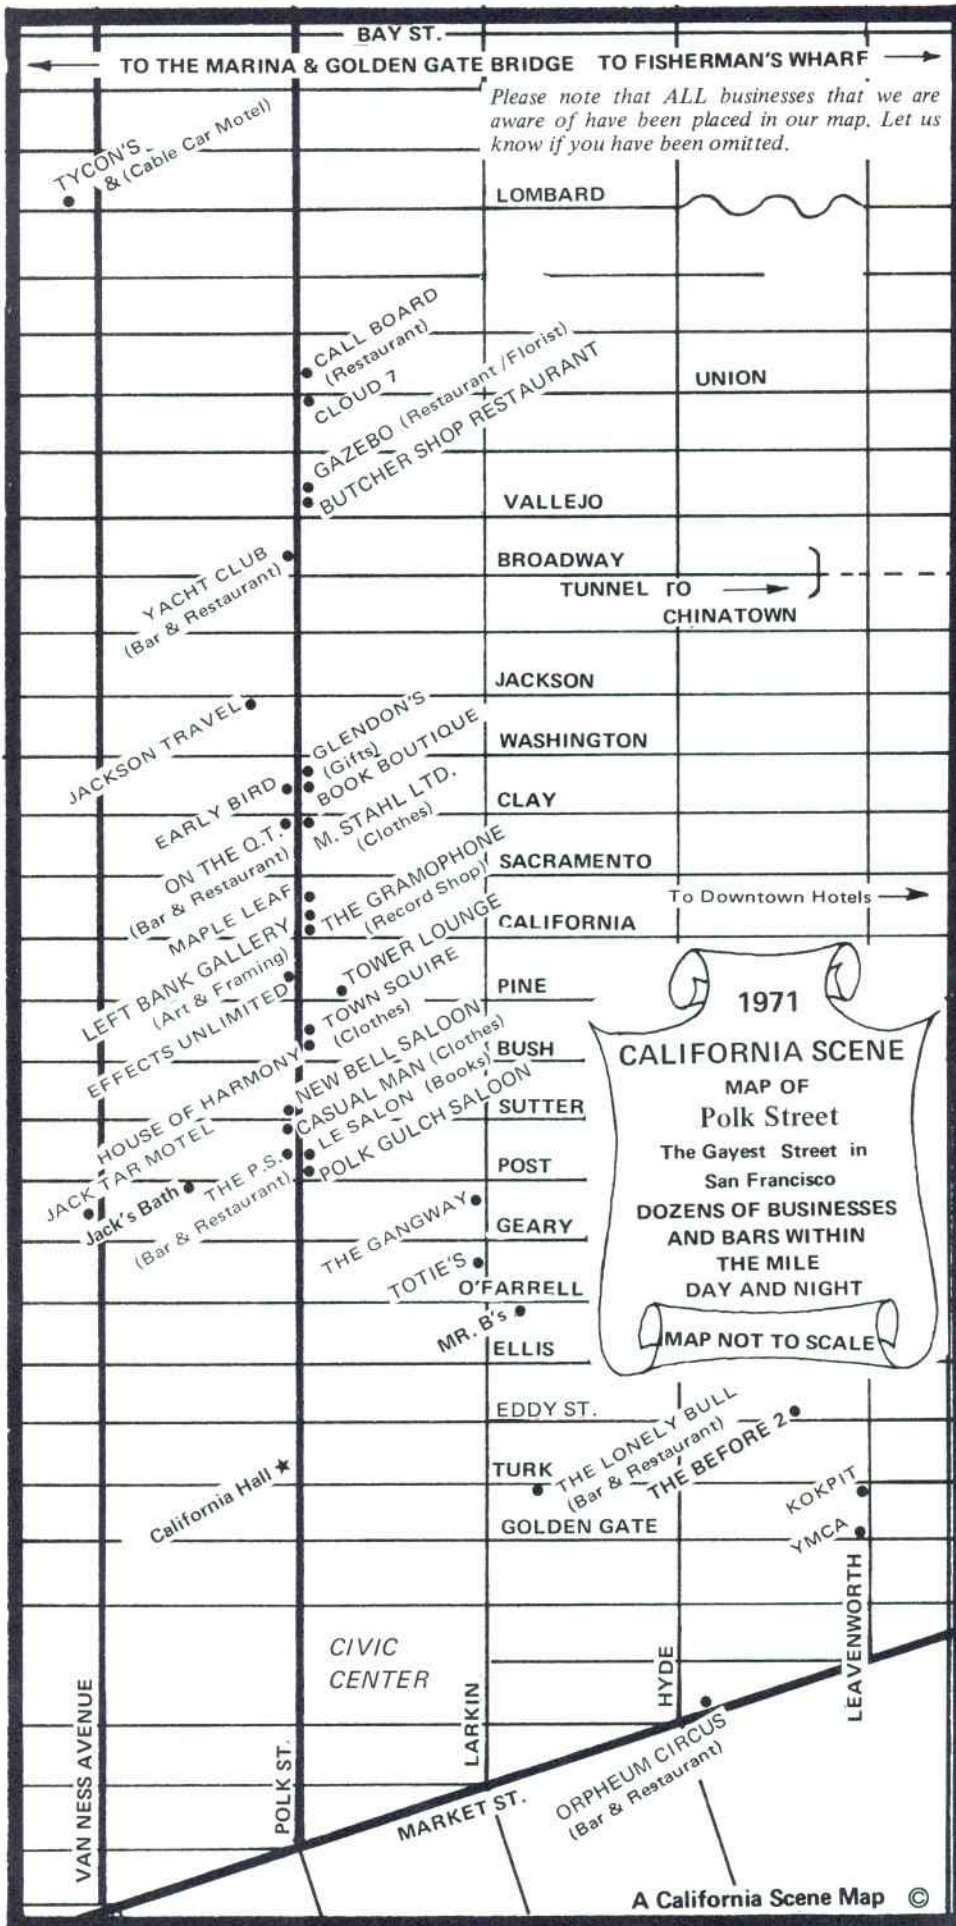 BAY ST.
TO THE MARINA & GOLDEN GATE BRIDGE TO FISHERMAN'S WHARF
Please note that ALL businesses that we are
aware of have been placed in our map. Let us
know if you have been omitted.
TYCON'S
& (Cable Car Motel)
LOMBARD
CALL BOARD
(Restaurant)
CLOUD 7
UNION
GAZEBO (Restaurant /Florist)
BUTCHER SHOP RESTAURANT
VALLEJO
YACHT CLUB
(Bar & Restaurant)
BROADWAY
TUNNEL TO
CHINATOWN
JACKSON
JACKSON TRAVEL
GLENDON'S
(Gifts)
BOOK BOUTIQUE
WASHINGTON
EARLY BIRD
M. STAHL LTD.
(Clothes)
CLAY
ON THE Q.T.
(Bar & Restaurant)
SACRAMENTO
MAPLE LEAF
THE GRAMOPHONE
(Record Shop)
To Downtown Hotels
LEFT BANK GALLERY
(Art & Framing)
CALIFORNIA
EFFECTS UNLIMITED
TOWER LOUNGE
PINE
TOWN SQUIRE
(Clothes)
HOUSE OF HARMONY
BUSH
NEW BELL SALOON
CASUAL MAN (Clothes)
SUTTER
LE SALON (Books)
POLK GULCH SALOON
JACK TAR MOTEL
Jack's Bath
THE P.S.
(Bar & Restaurant)
POST
THE GANGWAY
GEARY
TOTIE'S
O'FARRELL
MR. B's
ELLIS
1971
CALIFORNIA SCENE
MAP OF
Polk Street
The Gayest Street in
San Francisco
DOZENS OF BUSINESSES
AND BARS WITHIN
THE MILE
DAY AND NIGHT
MAP NOT TO SCALE
EDDY ST.
THE LONELY BULL
(Bar & Restaurant)
THE BEFORE 2
TURK
California Hall
KOKPIT
GOLDEN GATE
YMCA
CIVIC
CENTER
VAN NESS AVENUE
POLK ST.
LARKIN
HYDE
LEAVENWORTH
MARKET ST.
ORPHEUM CIRCUS
(Bar & Restaurant)
A California Scene Map ©